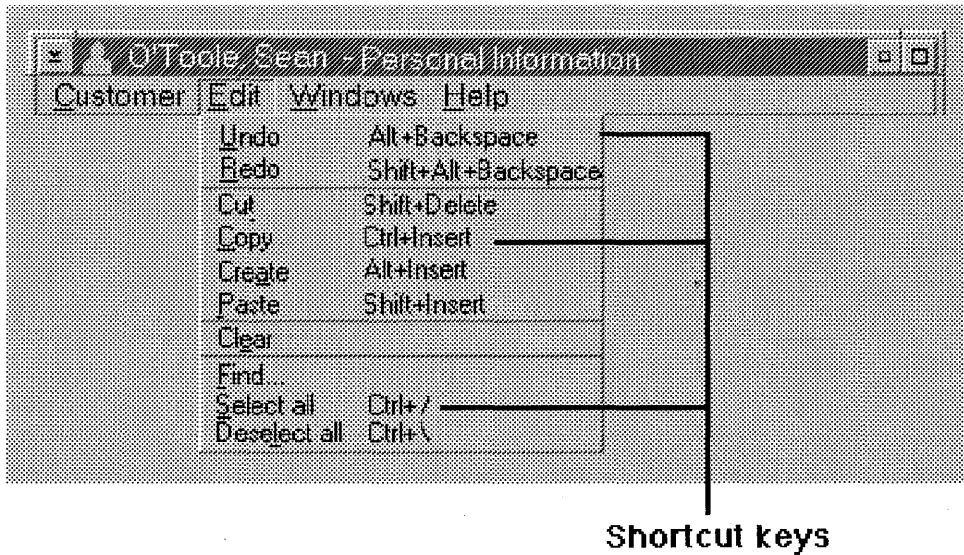 O'Toole, Sean - Personal Information
Customer Edit Windows Help
Undo Alt+Backspace
Redo Shift+Alt+Backspace
Cut Shift+Delete
Copy Ctrl+Insert
Create Alt+Insert
Paste Shift+Insert
Clear
Find...
Select all Ctrl+/
Deselect all Ctrl+\
Shortcut keys